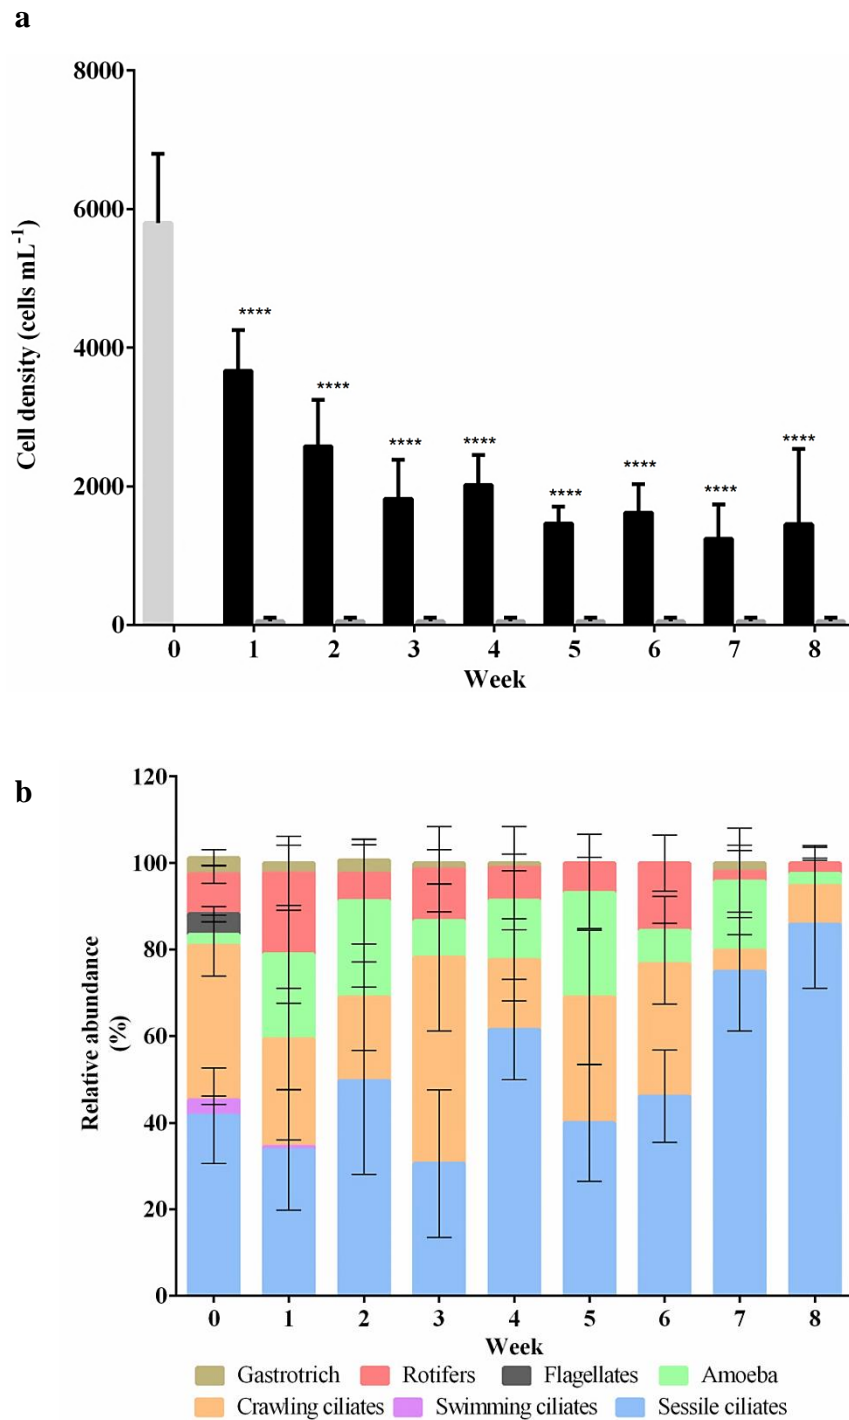 a
8000
6000
4000
2000
0
Cell density (cells mL-1)
****
****
****
****
****
****
****
****
0 1 2 3 4 5 6 7 8
Week
b
120
100
80
60
40
20
0
Relative abundance
(%)
0 1 2 3 4 5 6 7 8
Week
Gastrotrich Rotifers Flagellates Amoeba
Crawling ciliates Swimming ciliates Sessile ciliates